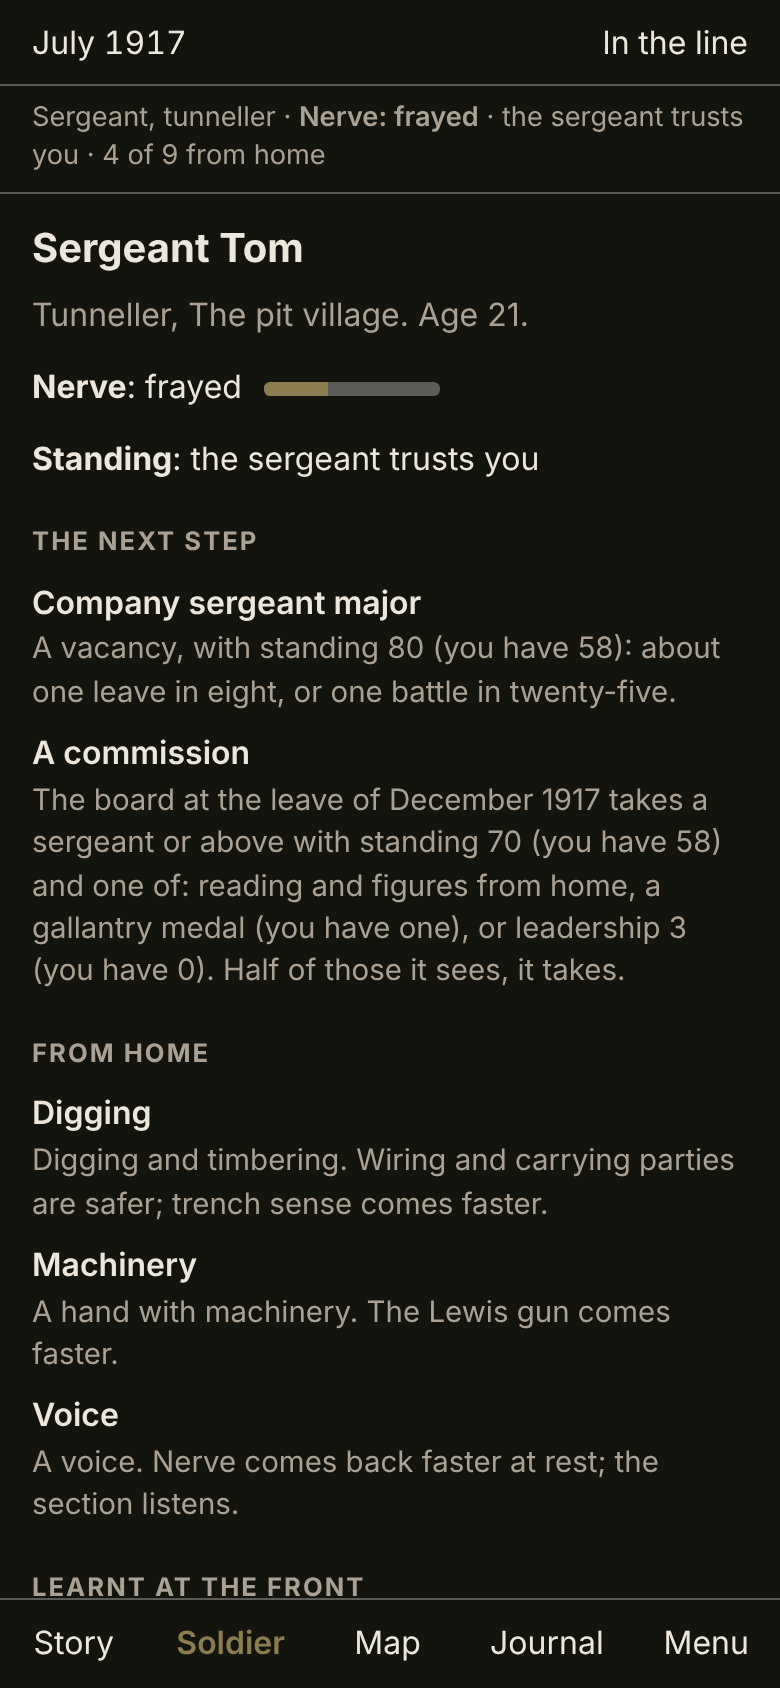 July 1917
In the line
Sergeant, tunneller · Nerve: frayed · the sergeant trusts
you · 4 of 9 from home
Sergeant Tom
Tunneller, The pit village. Age 21.
Nerve: frayed
Standing: the sergeant trusts you
THE NEXT STEP
Company sergeant major
A vacancy, with standing 80 (you have 58): about
one leave in eight, or one battle in twenty-five.
A commission
The board at the leave of December 1917 takes a
sergeant or above with standing 70 (you have 58)
and one of: reading and figures from home, a
gallantry medal (you have one), or leadership 3
(you have 0). Half of those it sees, it takes.
FROM HOME
Digging
Digging and timbering. Wiring and carrying parties
are safer; trench sense comes faster.
Machinery
A hand with machinery. The Lewis gun comes
faster.
Voice
A voice. Nerve comes back faster at rest; the
section listens.
LEARNT AT THE FRONT
Story
Soldier
Map
Journal
Menu